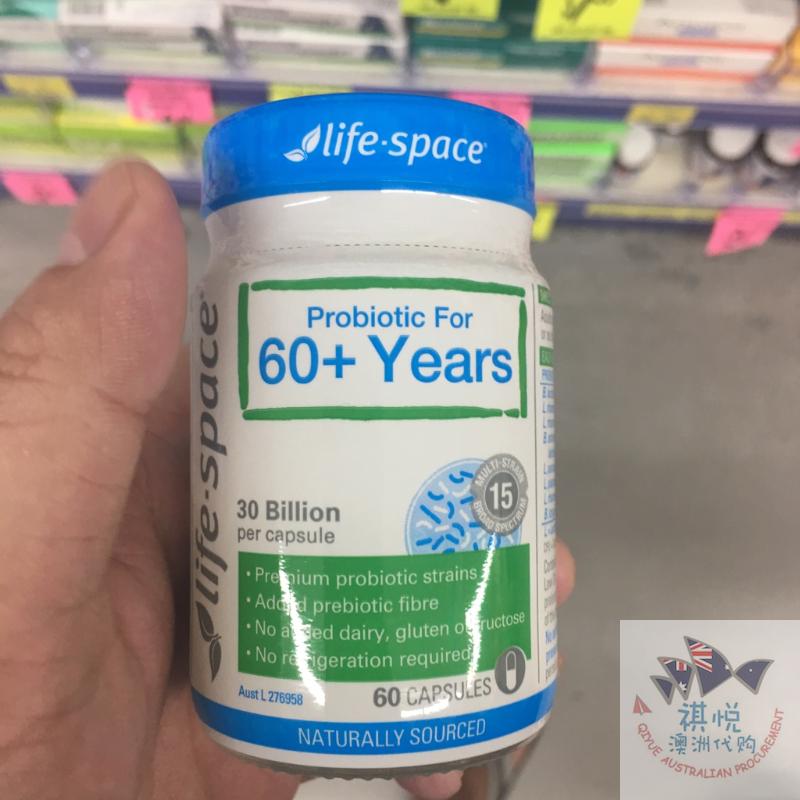 life·space
Probiotic For
60+ Years
life·space
MULTI-STRAIN
15
BROAD SPECTRUM
30 Billion
per capsule
• Premium probiotic strains
• Added prebiotic fibre
• No added dairy, gluten or fructose
• No refrigeration required
Aust L 276958
60 CAPSULES
NATURALLY SOURCED
祺悦
澳洲代购
QIYUE AUSTRALIAN PROCUREMENT